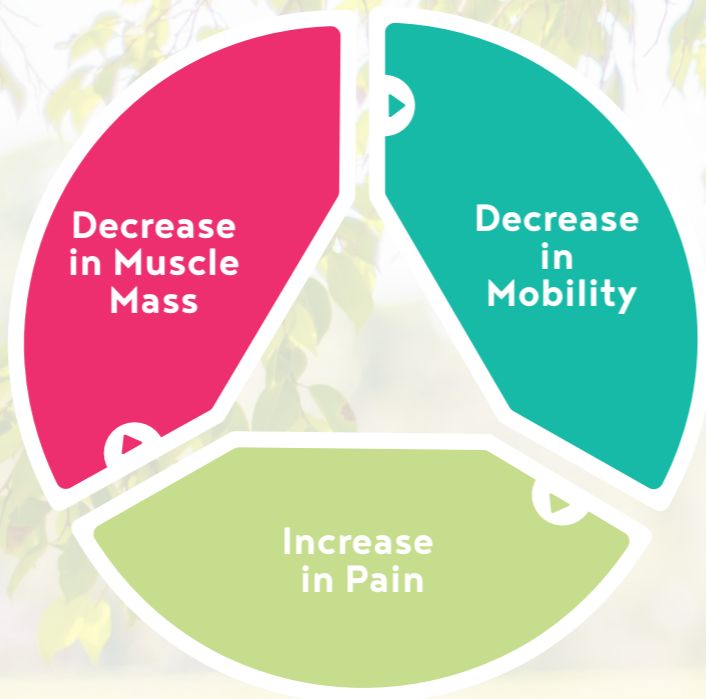 Decrease
in Muscle
Mass
Decrease
in
Mobility
Increase
in Pain